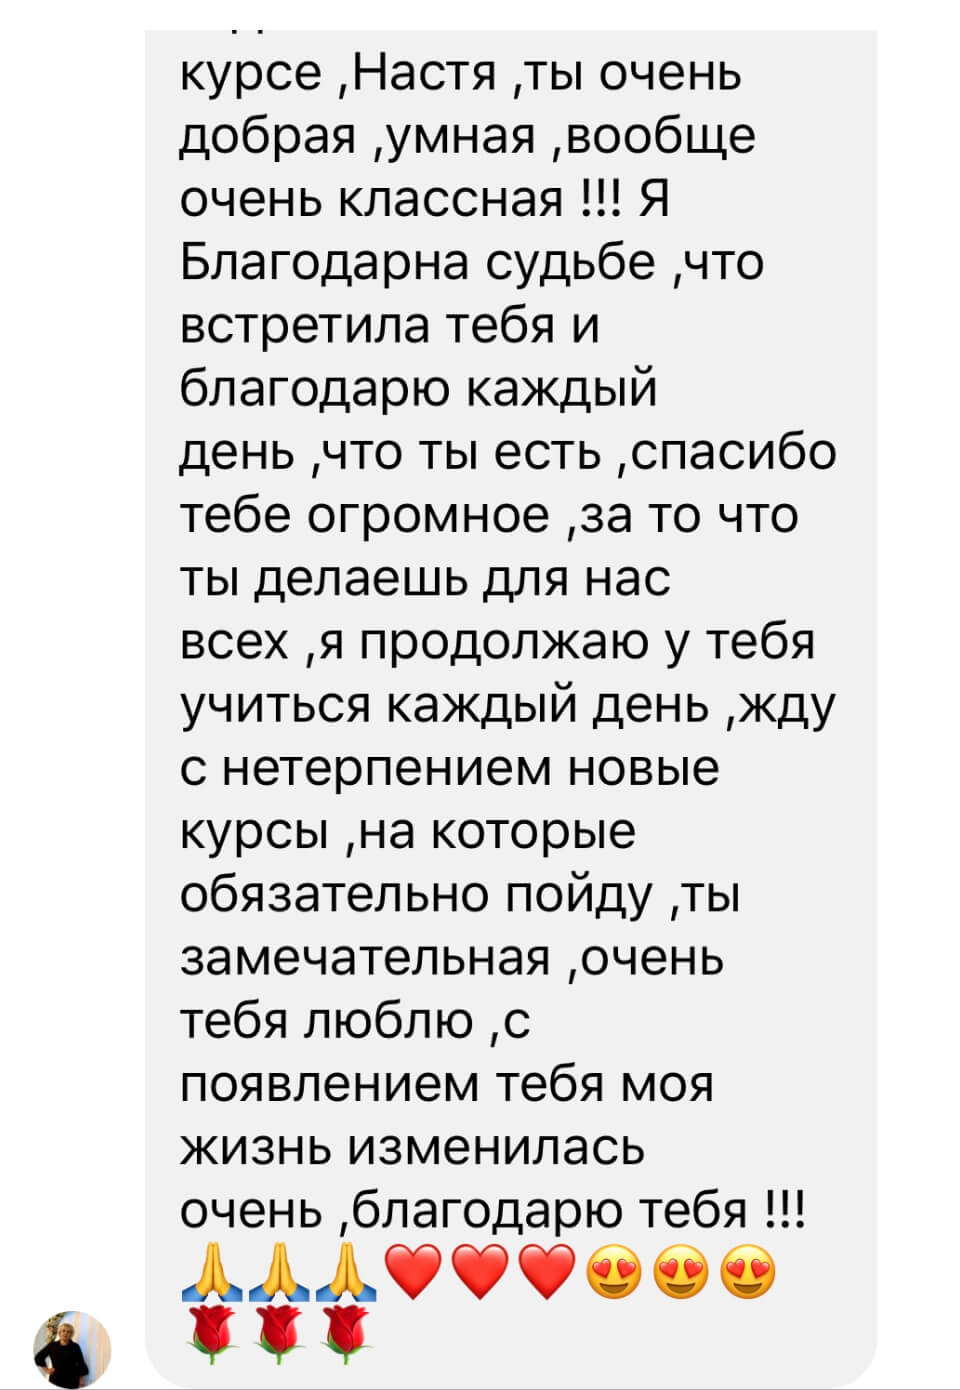 курсе ,Настя ,ты очень
добрая ,умная ,вообще
очень классная !!! Я
Благодарна судьбе ,что
встретила тебя и
благодарю каждый
день ,что ты есть ,спасибо
тебе огромное ,за то что
ты делаешь для нас
всех ,я продолжаю у тебя
учиться каждый день ,жду
с нетерпением новые
курсы ,на которые
обязательно пойду ,ты
замечательная ,очень
тебя люблю ,с
появлением тебя моя
жизнь изменилась
очень ,благодарю тебя !!!
🙏🙏🙏❤️❤️❤️😍😍😍
🌹🌹🌹